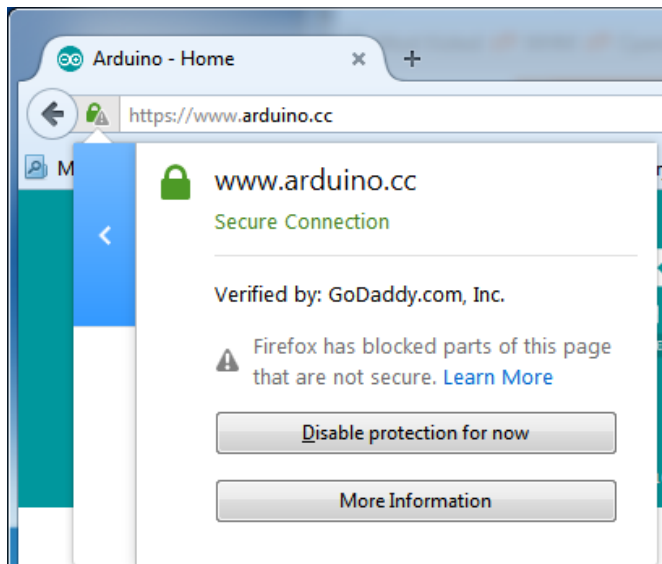 Arduino - Home
https://www.arduino.cc
M
www.arduino.cc
Secure Connection
Verified by: GoDaddy.com, Inc.
Firefox has blocked parts of this page
that are not secure. Learn More
Disable protection for now
More Information